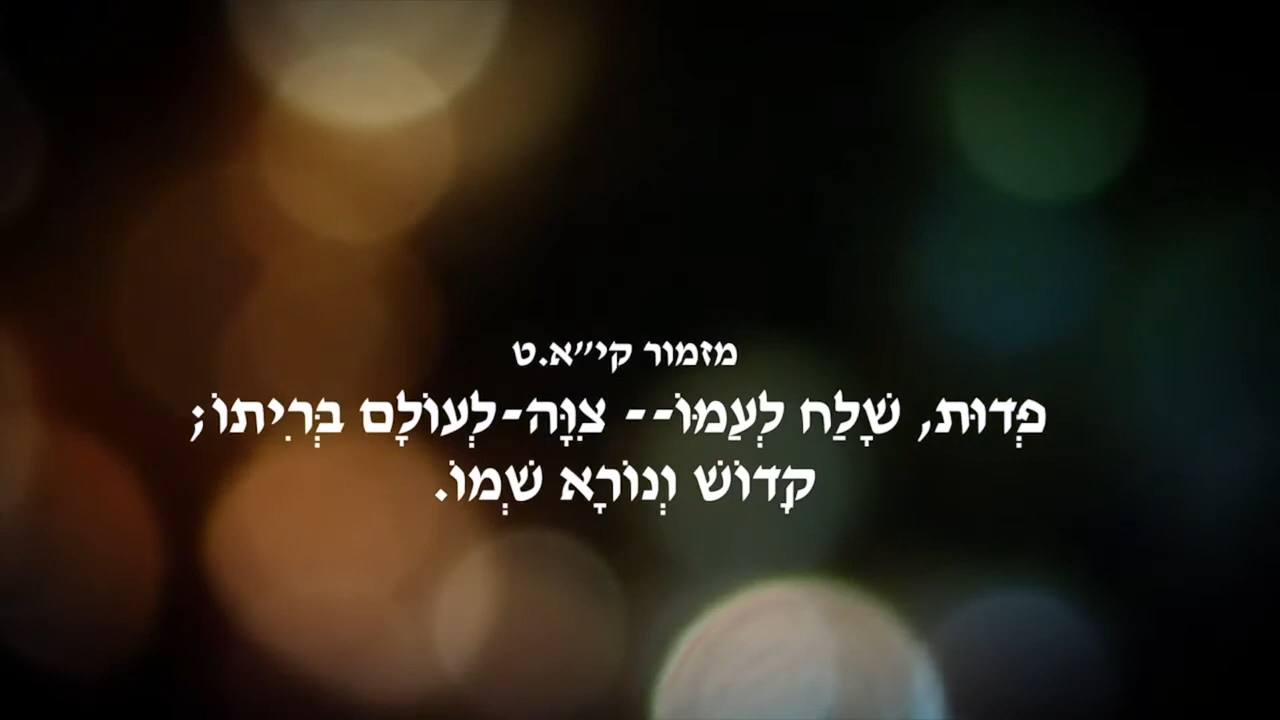 מזמור קי״א.ט
פְּדוּת, שָׁלַח לְעַמּוֹ-- צִוָּה-לְעוֹלָם בְּרִיתוֹ;
קָדוֹשׁ וְנוֹרָא שְׁמוֹ.